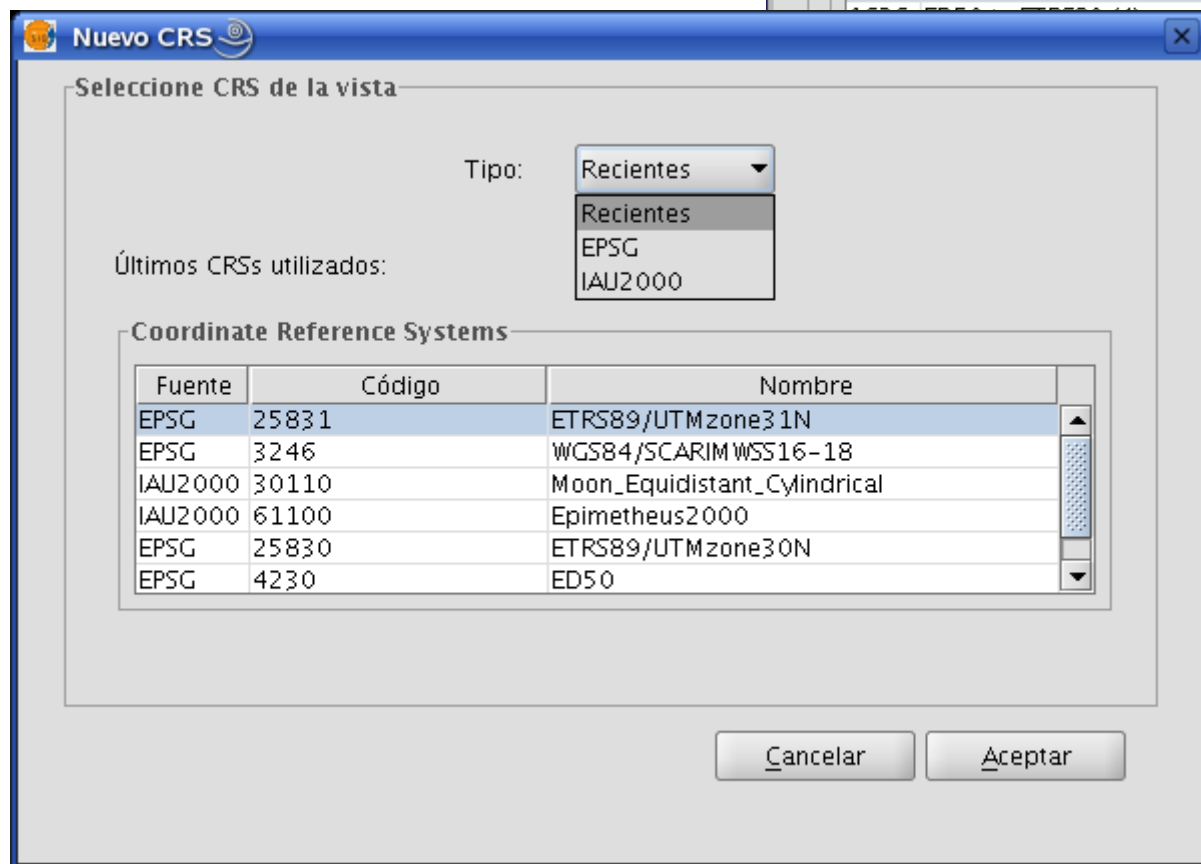 Nuevo CRS
Seleccione CRS de la vista
Tipo: Recientes
Recientes
EPSG
IAU2000
Últimos CRSs utilizados:
Coordinate Reference Systems
Fuente Código Nombre
EPSG 25831 ETRS89/UTMzone31N
EPSG 3246 WGS84/SCARIMWSS16-18
IAU2000 30110 Moon_Equidistant_Cylindrical
IAU2000 61100 Epimetheus2000
EPSG 25830 ETRS89/UTMzone30N
EPSG 4230 ED50
Cancelar Aceptar